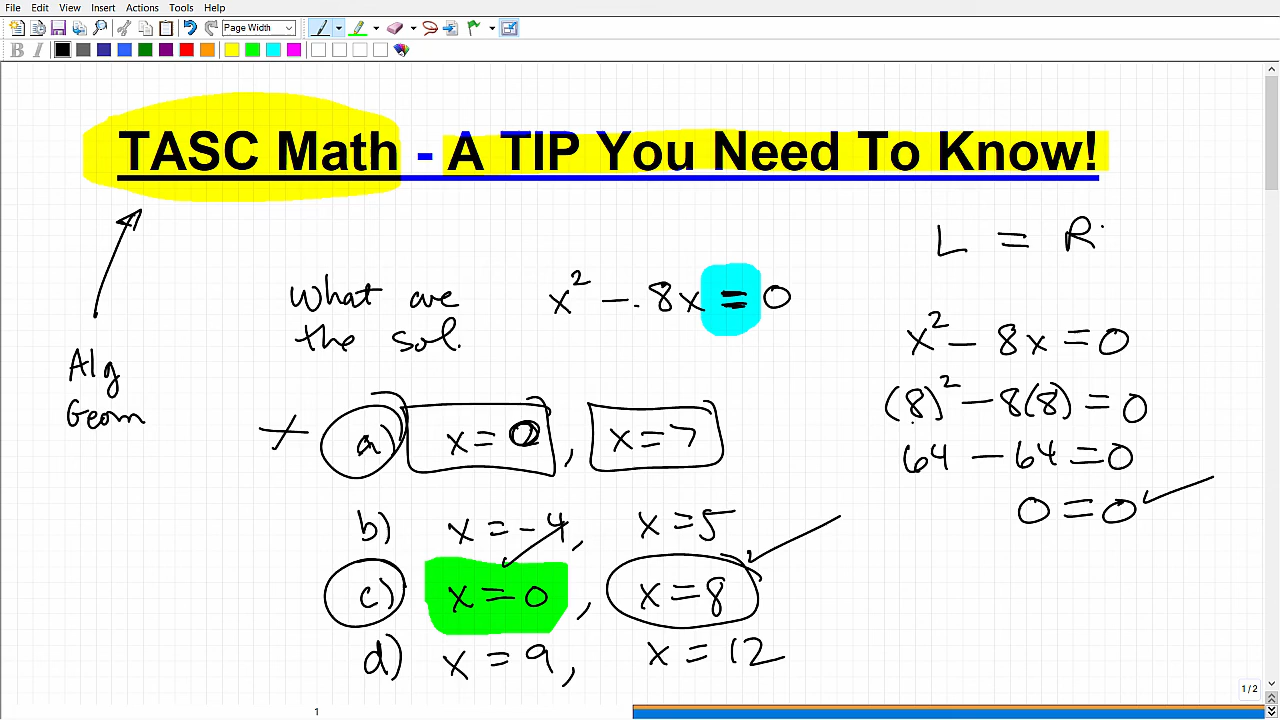 File Edit View Insert Actions Tools Help
Page Width
B I
TASC Math - A TIP You Need To Know!
L = R
What are
the sol.
x² - 8x = 0
Alg
Geom
x² - 8x = 0
(8)² - 8(8) = 0
64 - 64 = 0
0 = 0
a) x = 0, x = 7
b) x = -4, x = 5
c) x = 0, x = 8
d) x = 9, x = 12
1/2
1